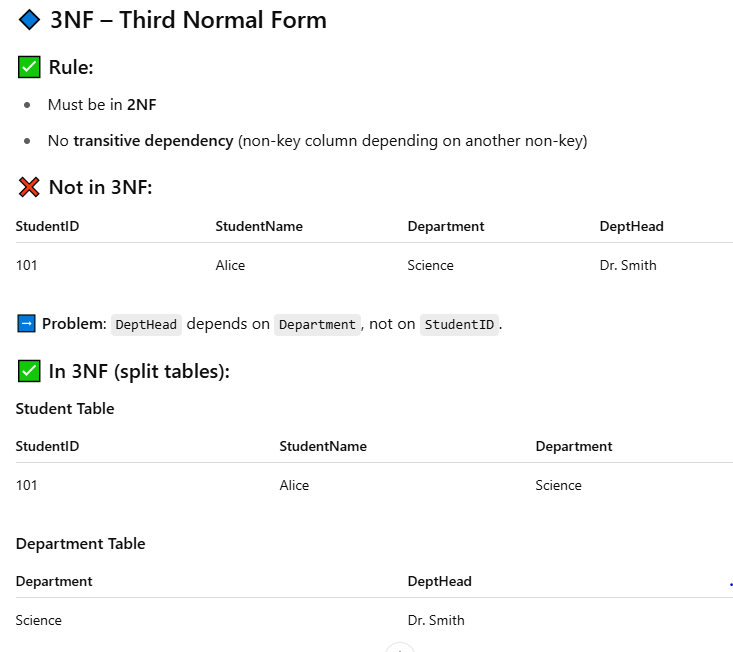 3NF – Third Normal Form
Rule:
• Must be in 2NF
• No transitive dependency (non-key column depending on another non-key)
Not in 3NF:
StudentID StudentName Department DeptHead
101 Alice Science Dr. Smith
Problem: DeptHead depends on Department, not on StudentID.
In 3NF (split tables):
Student Table
StudentID StudentName Department
101 Alice Science
Department Table
Department DeptHead
Science Dr. Smith